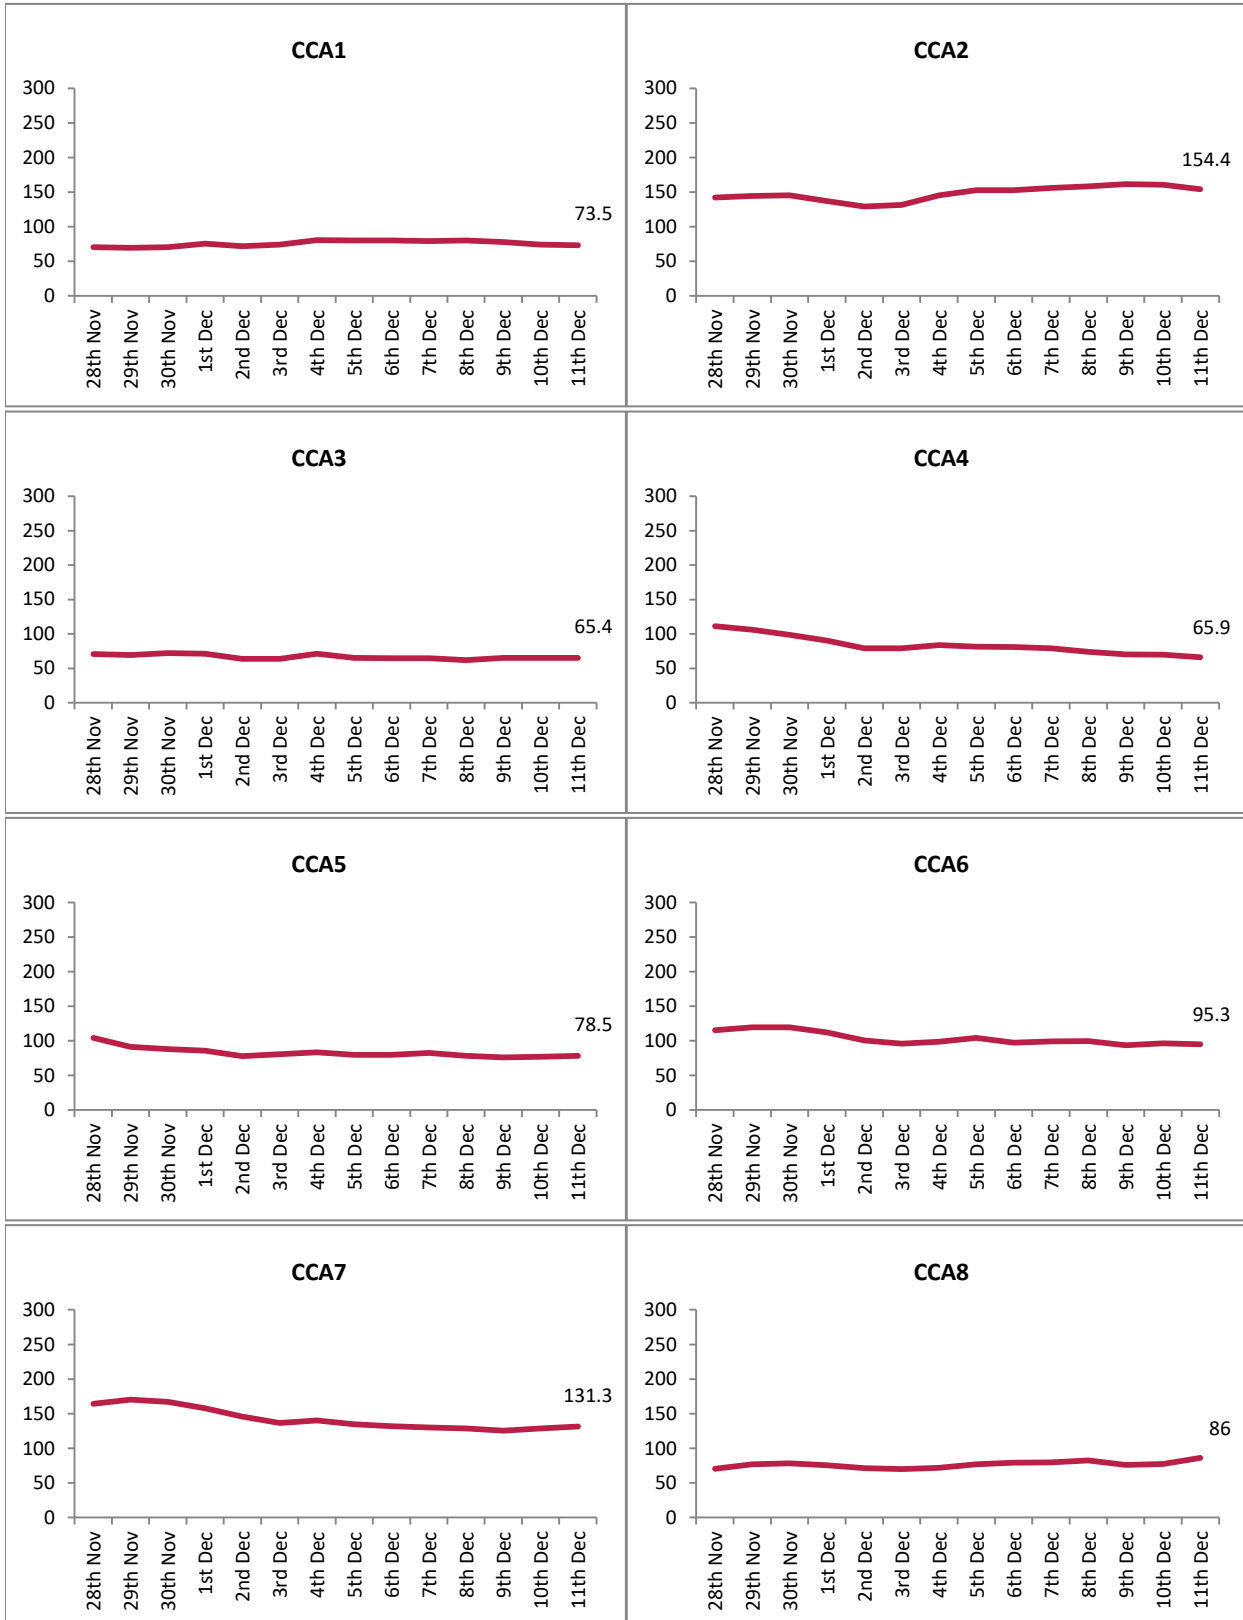 CCA1
300
250
200
150
100
50
0
73.5
28th Nov
29th Nov
30th Nov
1st Dec
2nd Dec
3rd Dec
4th Dec
5th Dec
6th Dec
7th Dec
8th Dec
9th Dec
10th Dec
11th Dec
CCA2
300
250
200
150
100
50
0
154.4
28th Nov
29th Nov
30th Nov
1st Dec
2nd Dec
3rd Dec
4th Dec
5th Dec
6th Dec
7th Dec
8th Dec
9th Dec
10th Dec
11th Dec
CCA3
300
250
200
150
100
50
0
65.4
28th Nov
29th Nov
30th Nov
1st Dec
2nd Dec
3rd Dec
4th Dec
5th Dec
6th Dec
7th Dec
8th Dec
9th Dec
10th Dec
11th Dec
CCA4
300
250
200
150
100
50
0
65.9
28th Nov
29th Nov
30th Nov
1st Dec
2nd Dec
3rd Dec
4th Dec
5th Dec
6th Dec
7th Dec
8th Dec
9th Dec
10th Dec
11th Dec
CCA5
300
250
200
150
100
50
0
78.5
28th Nov
29th Nov
30th Nov
1st Dec
2nd Dec
3rd Dec
4th Dec
5th Dec
6th Dec
7th Dec
8th Dec
9th Dec
10th Dec
11th Dec
CCA6
300
250
200
150
100
50
0
95.3
28th Nov
29th Nov
30th Nov
1st Dec
2nd Dec
3rd Dec
4th Dec
5th Dec
6th Dec
7th Dec
8th Dec
9th Dec
10th Dec
11th Dec
CCA7
300
250
200
150
100
50
0
131.3
28th Nov
29th Nov
30th Nov
1st Dec
2nd Dec
3rd Dec
4th Dec
5th Dec
6th Dec
7th Dec
8th Dec
9th Dec
10th Dec
11th Dec
CCA8
300
250
200
150
100
50
0
86
28th Nov
29th Nov
30th Nov
1st Dec
2nd Dec
3rd Dec
4th Dec
5th Dec
6th Dec
7th Dec
8th Dec
9th Dec
10th Dec
11th Dec